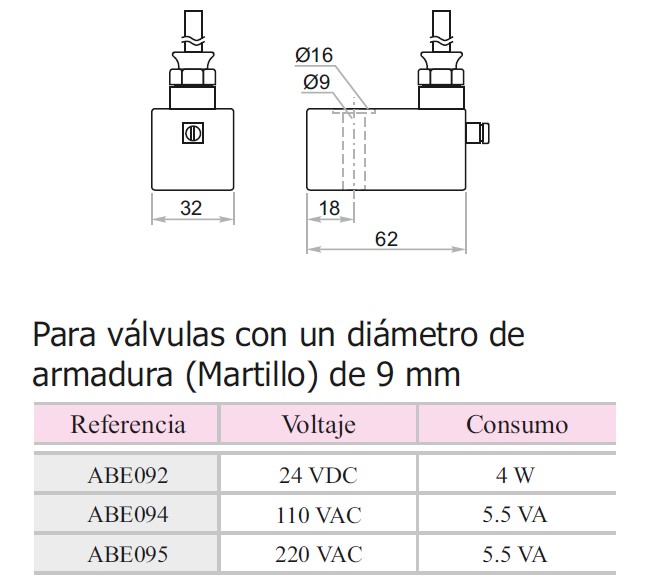 Ø16
Ø9
32
18
62
Para válvulas con un diámetro de
armadura (Martillo) de 9 mm
Referencia Voltaje Consumo
ABE092 24 VDC 4 W
ABE094 110 VAC 5.5 VA
ABE095 220 VAC 5.5 VA